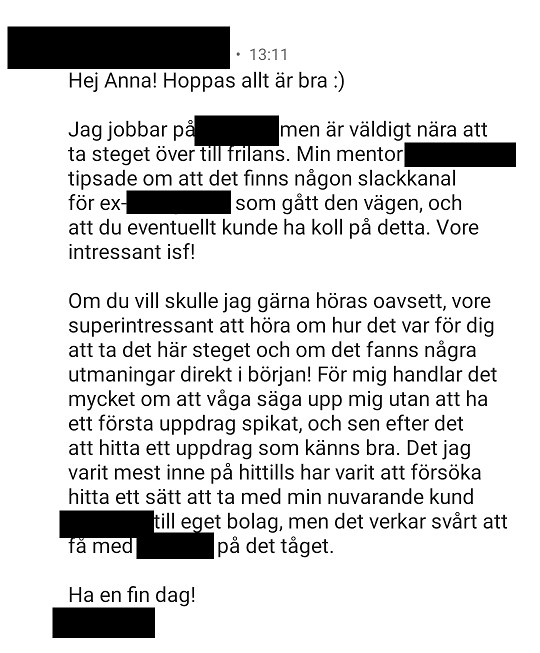 • 13:11
Hej Anna! Hoppas allt är bra :)
Jag jobbar på men är väldigt nära att
ta steget över till frilans. Min mentor
tipsade om att det finns någon slackkanal
för ex- som gått den vägen, och
att du eventuellt kunde ha koll på detta. Vore
intressant isf!
Om du vill skulle jag gärna höras oavsett, vore
superintressant att höra om hur det var för dig
att ta det här steget och om det fanns några
utmaningar direkt i början! För mig handlar det
mycket om att våga säga upp mig utan att ha
ett första uppdrag spikat, och sen efter det
att hitta ett uppdrag som känns bra. Det jag
varit mest inne på hittills har varit att försöka
hitta ett sätt att ta med min nuvarande kund
till eget bolag, men det verkar svårt att
få med på det tåget.
Ha en fin dag!